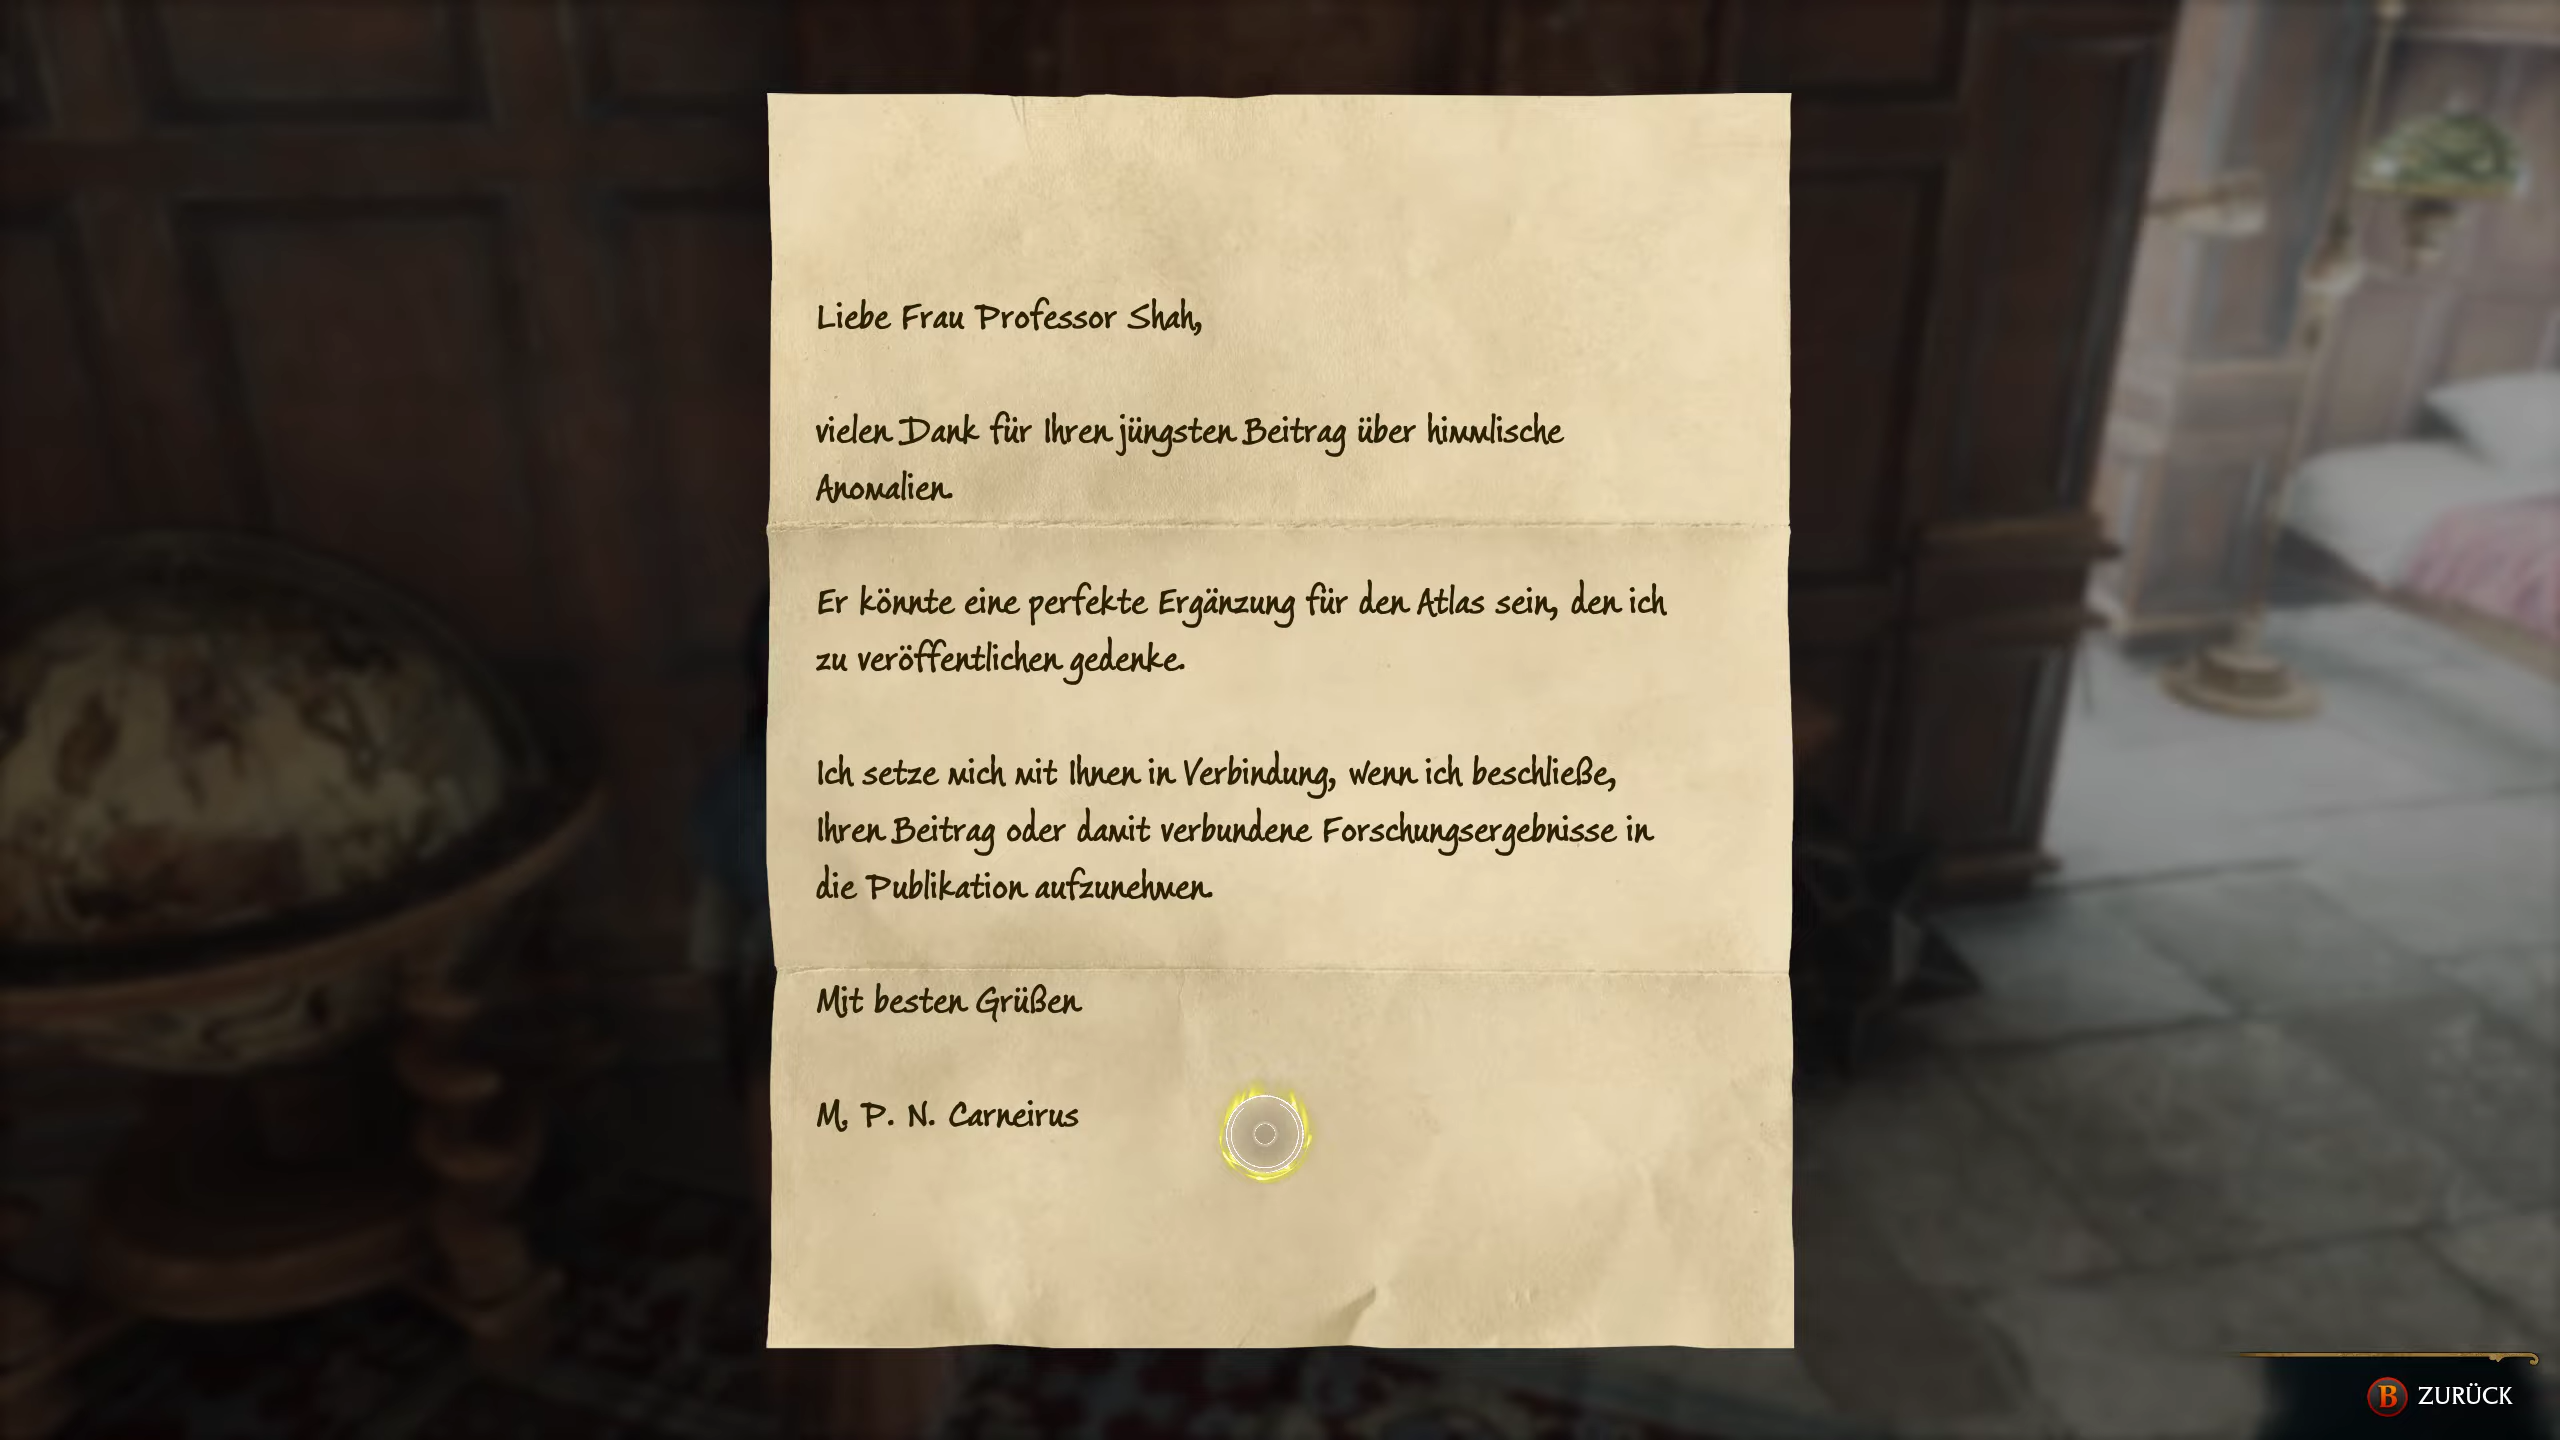 Liebe Frau Professor Shah,
vielen Dank für Ihren jüngsten Beitrag über himmlische
Anomalien.
Er könnte eine perfekte Ergänzung für den Atlas sein, den ich
zu veröffentlichen gedenke.
Ich setze mich mit Ihnen in Verbindung, wenn ich beschließe,
Ihren Beitrag oder damit verbundene Forschungsergebnisse in
die Publikation aufzunehmen.
Mit besten Grüßen
M. P. N. Carneirus
B ZURÜCK